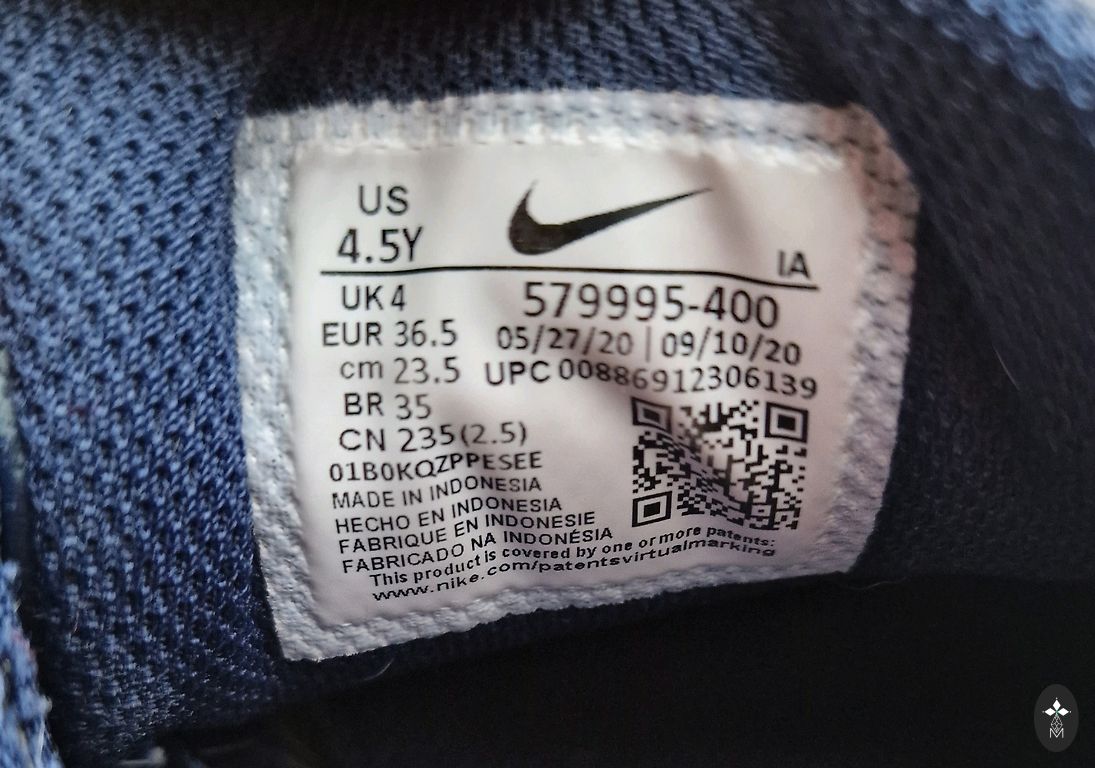 US
4.5Y
IA
UK 4
579995-400
EUR 36.5
05/27/20 | 09/10/20
cm 23.5
UPC 00886912306139
BR 35
CN 235(2.5)
01B0KQZPPESEE
MADE IN INDONESIA
HECHO EN INDONESIA
FABRIQUE EN INDONESIE
FABRICADO NA INDONÉSIA
This product is covered by one or more patents:
www.nike.com/patentsvirtualmarking
M